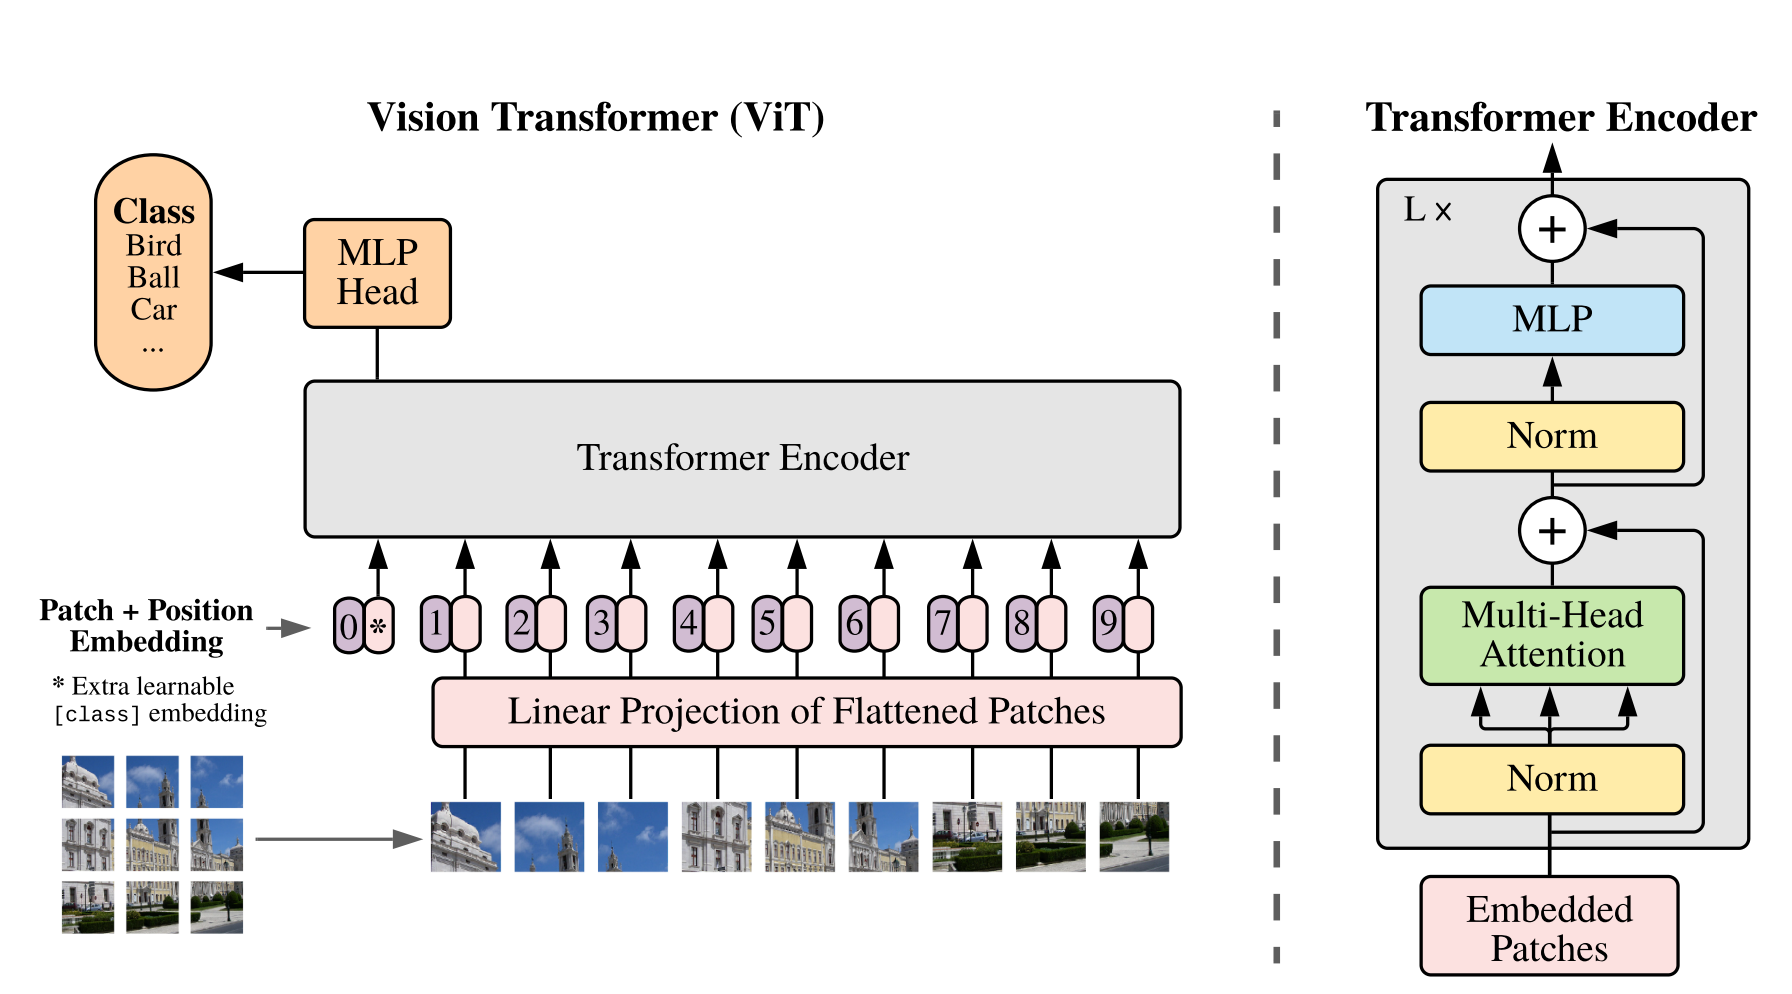 Vision Transformer (ViT)
Class
Bird
Ball
Car
...
MLP
Head
Transformer Encoder
Patch + Position
Embedding
0 * 1 2 3 4 5 6 7 8 9
* Extra learnable
[class] embedding
Linear Projection of Flattened Patches
Transformer Encoder
L ×
+
MLP
Norm
+
Multi-Head
Attention
Norm
Embedded
Patches